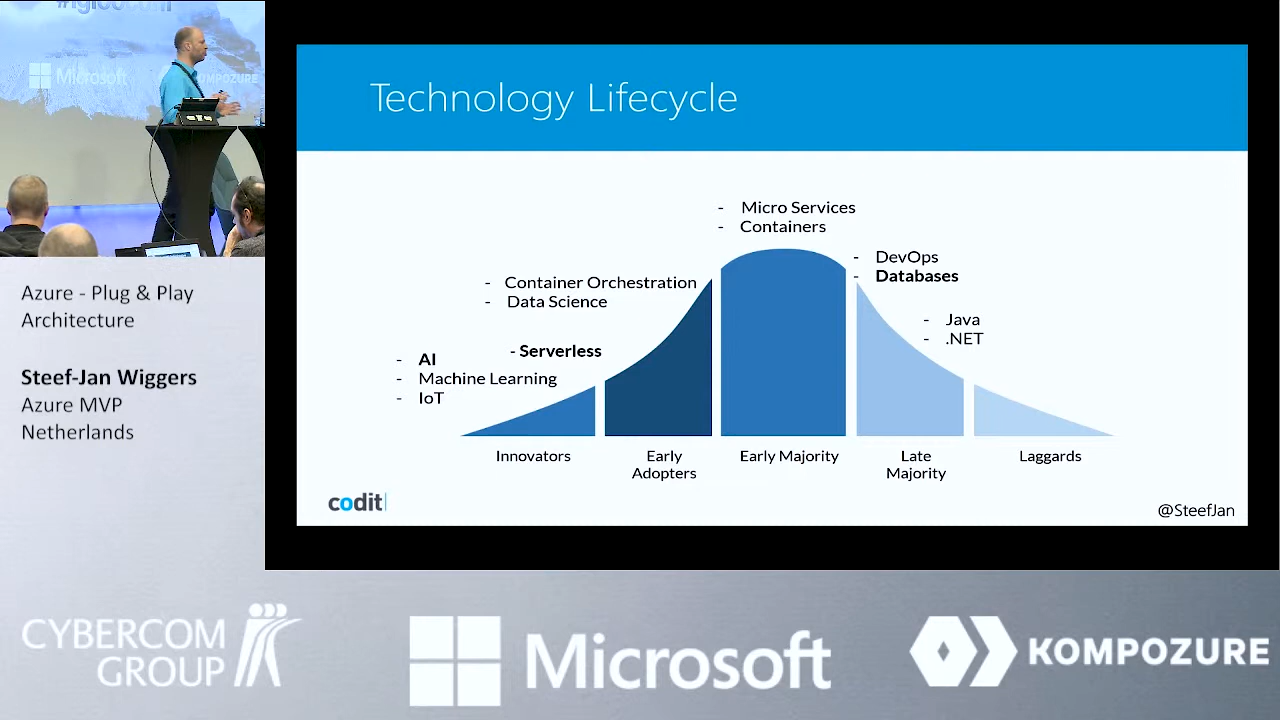 #igloocon
Microsoft
KOMPOZURE
Azure - Plug & Play
Architecture
Steef-Jan Wiggers
Azure MVP
Netherlands
Technology Lifecycle
- Micro Services
- Containers
- DevOps
- Databases
- Container Orchestration
- Data Science
- Java
- .NET
- Serverless
- AI
- Machine Learning
- IoT
Innovators
Early
Adopters
Early Majority
Late
Majority
Laggards
codit
@SteefJan
CYBERCOM
GROUP
Microsoft
KOMPOZURE